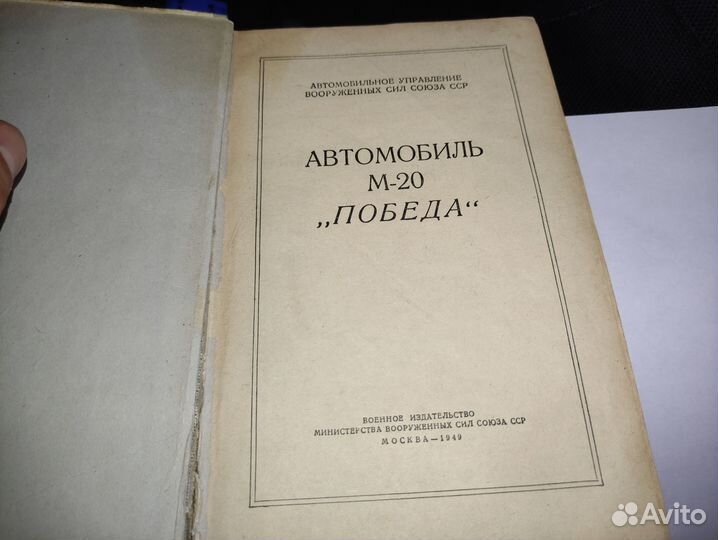 АВТОМОБИЛЬНОЕ УПРАВЛЕНИЕ
ВООРУЖЕННЫХ СИЛ СОЮЗА ССР
АВТОМОБИЛЬ
М-20
„ПОБЕДА“
ВОЕННОЕ ИЗДАТЕЛЬСТВО
МИНИСТЕРСТВА ВООРУЖЕННЫХ СИЛ СОЮЗА ССР
МОСКВА—1949
Avito